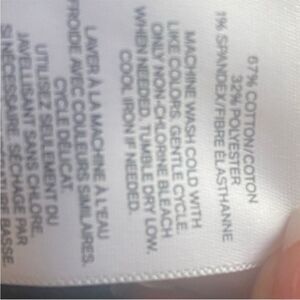 67% COTTON/COTON
32% POLYESTER
1% SPANDEX/FIBRE ÉLASTHANNE
MACHINE WASH COLD WITH
LIKE COLORS, GENTLE CYCLE.
ONLY NON-CHLORINE BLEACH
WHEN NEEDED. TUMBLE DRY LOW.
COOL IRON IF NEEDED.
LAVER À LA MACHINE À L'EAU
FROIDE AVEC COULEURS SIMILAIRES.
CYCLE DÉLICAT.
UTILISEZ SEULEMENT DU
JAVELLISANT SANS CHLORE,
SI NÉCESSAIRE. SÉCHAGE PAR
BASSE